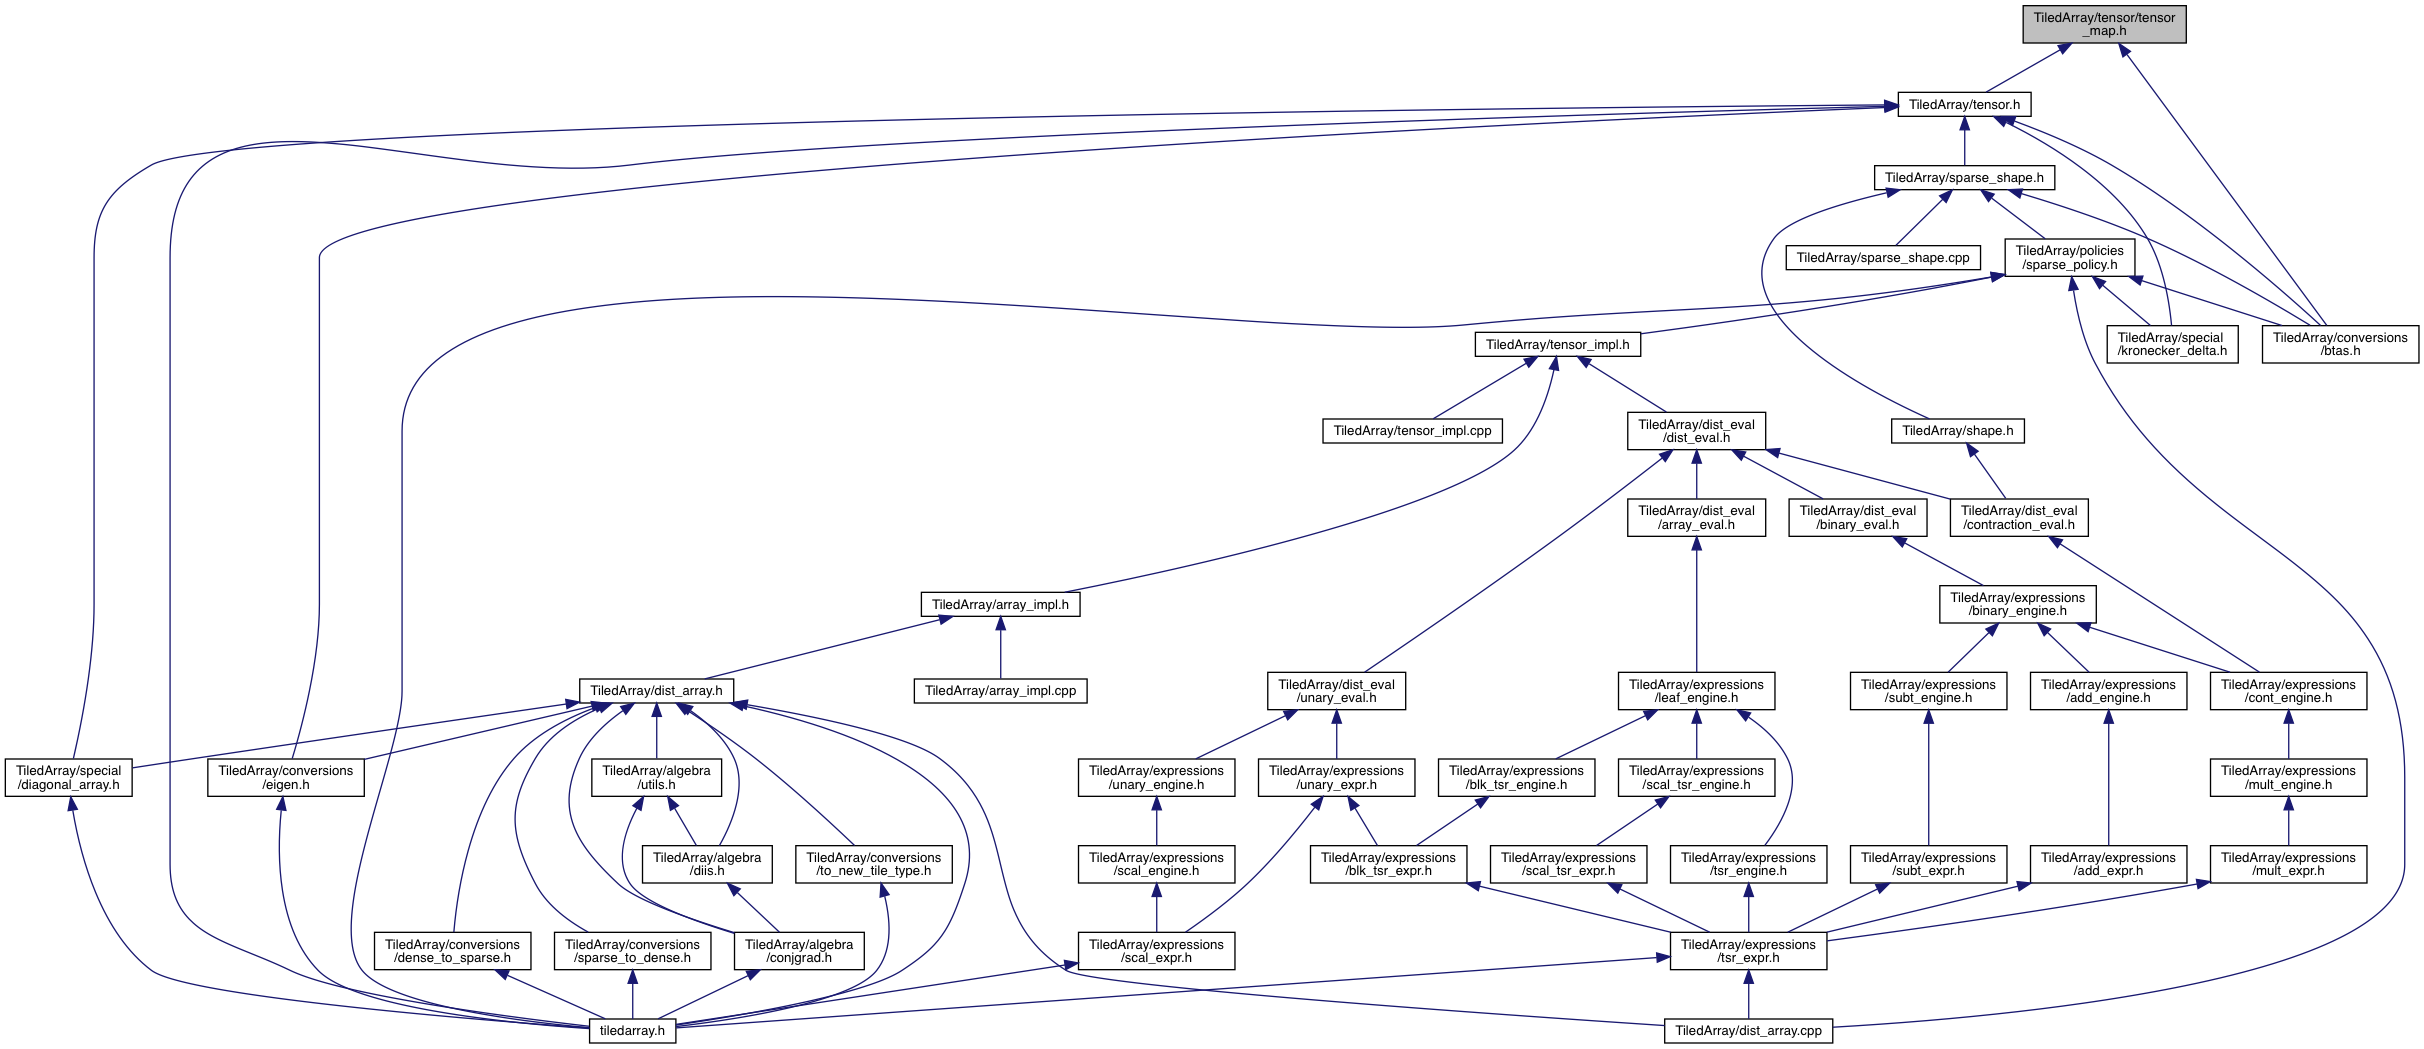 TiledArray/tensor/tensor
_map.h
TiledArray/tensor.h
TiledArray/sparse_shape.h
TiledArray/sparse_shape.cpp
TiledArray/policies
/sparse_policy.h
TiledArray/special
/kronecker_delta.h
TiledArray/conversions
/btas.h
TiledArray/tensor_impl.h
TiledArray/tensor_impl.cpp
TiledArray/dist_eval
/dist_eval.h
TiledArray/shape.h
TiledArray/dist_eval
/array_eval.h
TiledArray/dist_eval
/binary_eval.h
TiledArray/dist_eval
/contraction_eval.h
TiledArray/array_impl.h
TiledArray/expressions
/binary_engine.h
TiledArray/dist_array.h
TiledArray/array_impl.cpp
TiledArray/dist_eval
/unary_eval.h
TiledArray/expressions
/leaf_engine.h
TiledArray/expressions
/subt_engine.h
TiledArray/expressions
/add_engine.h
TiledArray/expressions
/cont_engine.h
TiledArray/special
/diagonal_array.h
TiledArray/conversions
/eigen.h
TiledArray/algebra
/utils.h
TiledArray/expressions
/unary_engine.h
TiledArray/expressions
/unary_expr.h
TiledArray/expressions
/blk_tsr_engine.h
TiledArray/expressions
/scal_tsr_engine.h
TiledArray/expressions
/mult_engine.h
TiledArray/algebra
/diis.h
TiledArray/conversions
/to_new_tile_type.h
TiledArray/expressions
/scal_engine.h
TiledArray/expressions
/blk_tsr_expr.h
TiledArray/expressions
/scal_tsr_expr.h
TiledArray/expressions
/tsr_engine.h
TiledArray/expressions
/subt_expr.h
TiledArray/expressions
/add_expr.h
TiledArray/expressions
/mult_expr.h
TiledArray/conversions
/dense_to_sparse.h
TiledArray/conversions
/sparse_to_dense.h
TiledArray/algebra
/conjgrad.h
TiledArray/expressions
/scal_expr.h
TiledArray/expressions
/tsr_expr.h
tiledarray.h
TiledArray/dist_array.cpp